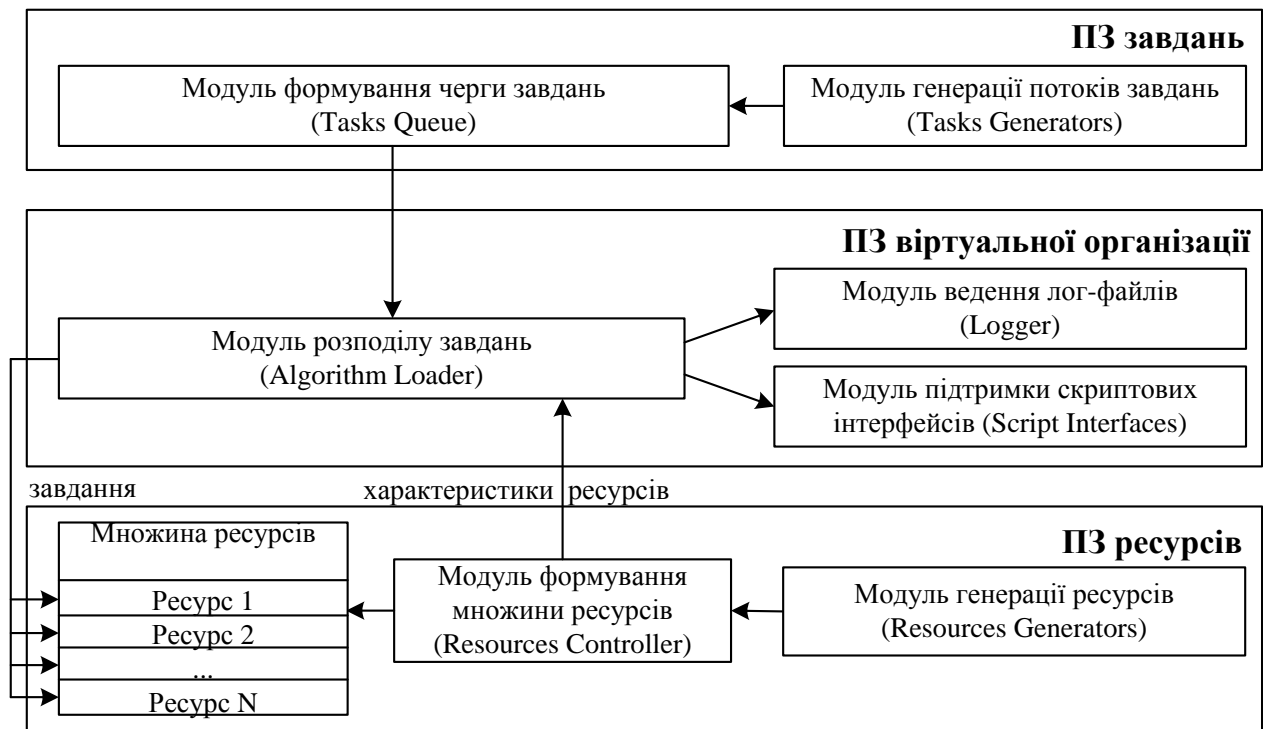 ПЗ завдань
Модуль формування черги завдань
(Tasks Queue)
Модуль генерації потоків завдань
(Tasks Generators)
ПЗ віртуальної організації
Модуль ведення лог-файлів
(Logger)
Модуль розподілу завдань
(Algorithm Loader)
Модуль підтримки скриптових
інтерфейсів (Script Interfaces)
завдання
характеристики ресурсів
ПЗ ресурсів
Множина ресурсів
Ресурс 1
Ресурс 2
...
Ресурс N
Модуль формування
множини ресурсів
(Resources Controller)
Модуль генерації ресурсів
(Resources Generators)